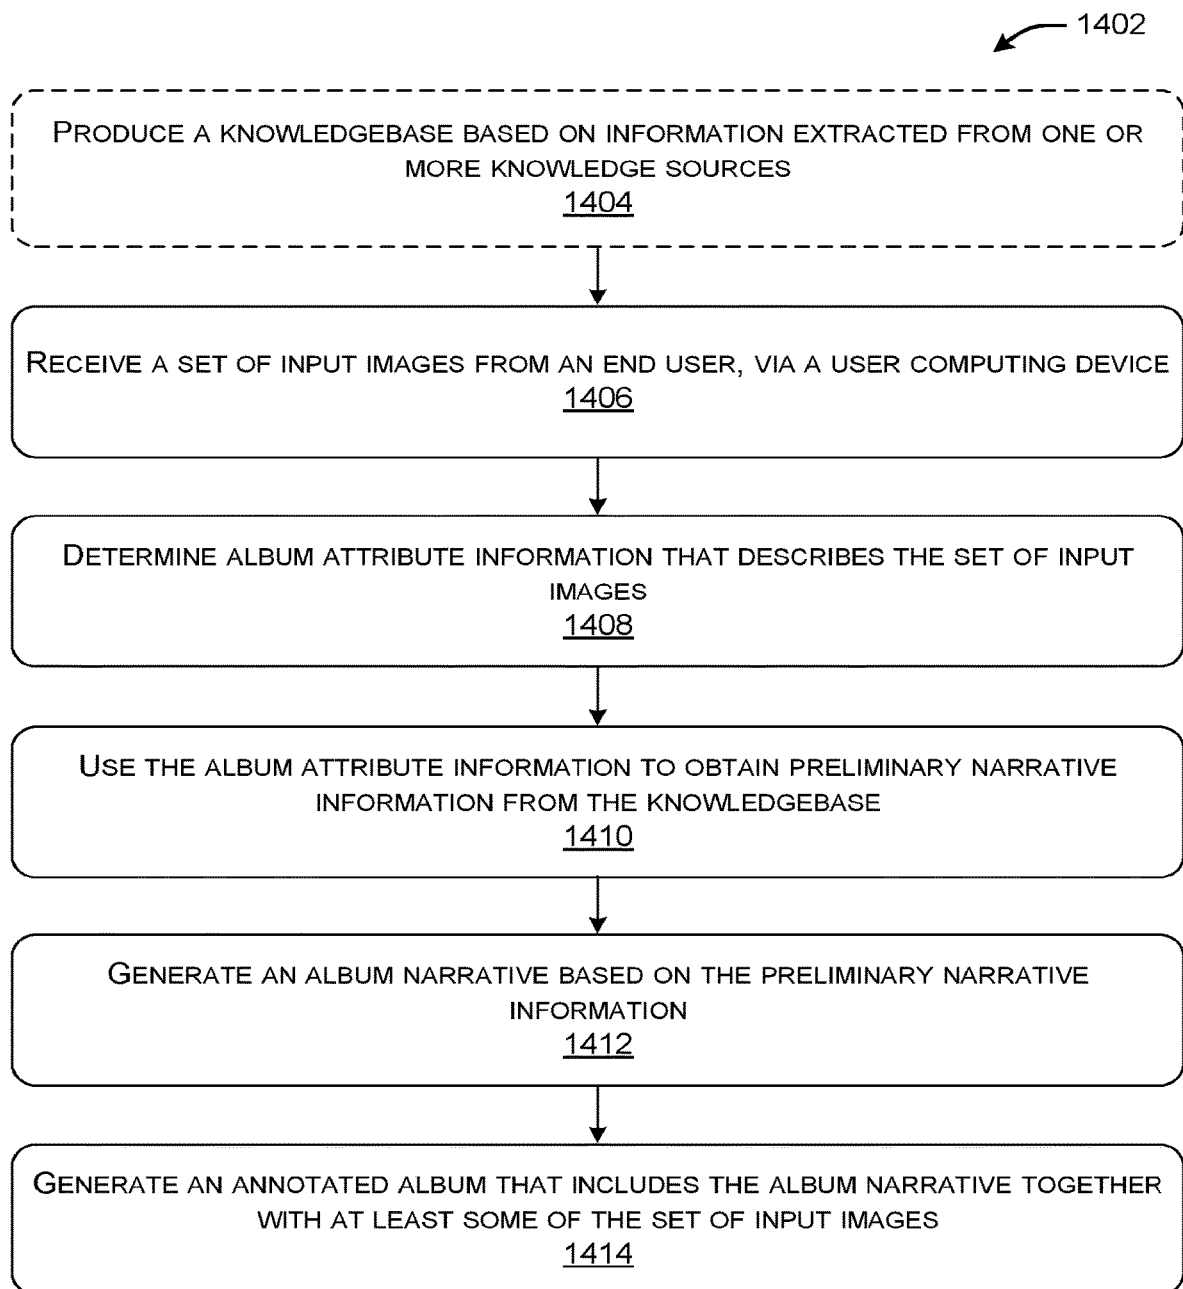 1402
PRODUCE A KNOWLEDGEBASE BASED ON INFORMATION EXTRACTED FROM ONE OR
MORE KNOWLEDGE SOURCES
1404
RECEIVE A SET OF INPUT IMAGES FROM AN END USER, VIA A USER COMPUTING DEVICE
1406
DETERMINE ALBUM ATTRIBUTE INFORMATION THAT DESCRIBES THE SET OF INPUT
IMAGES
1408
USE THE ALBUM ATTRIBUTE INFORMATION TO OBTAIN PRELIMINARY NARRATIVE
INFORMATION FROM THE KNOWLEDGEBASE
1410
GENERATE AN ALBUM NARRATIVE BASED ON THE PRELIMINARY NARRATIVE
INFORMATION
1412
GENERATE AN ANNOTATED ALBUM THAT INCLUDES THE ALBUM NARRATIVE TOGETHER
WITH AT LEAST SOME OF THE SET OF INPUT IMAGES
1414